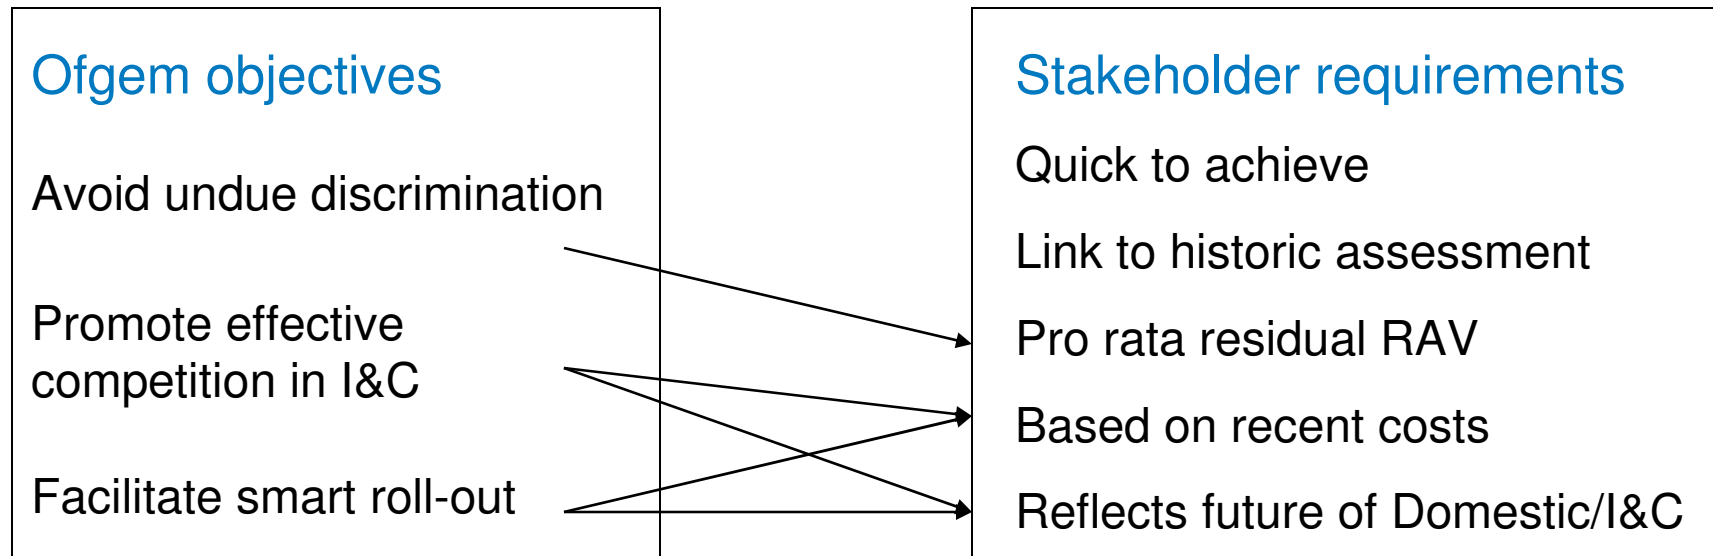 Ofgem objectives
Avoid undue discrimination
Promote effective
competition in I&C
Facilitate smart roll-out
Stakeholder requirements
Quick to achieve
Link to historic assessment
Pro rata residual RAV
Based on recent costs
Reflects future of Domestic/I&C